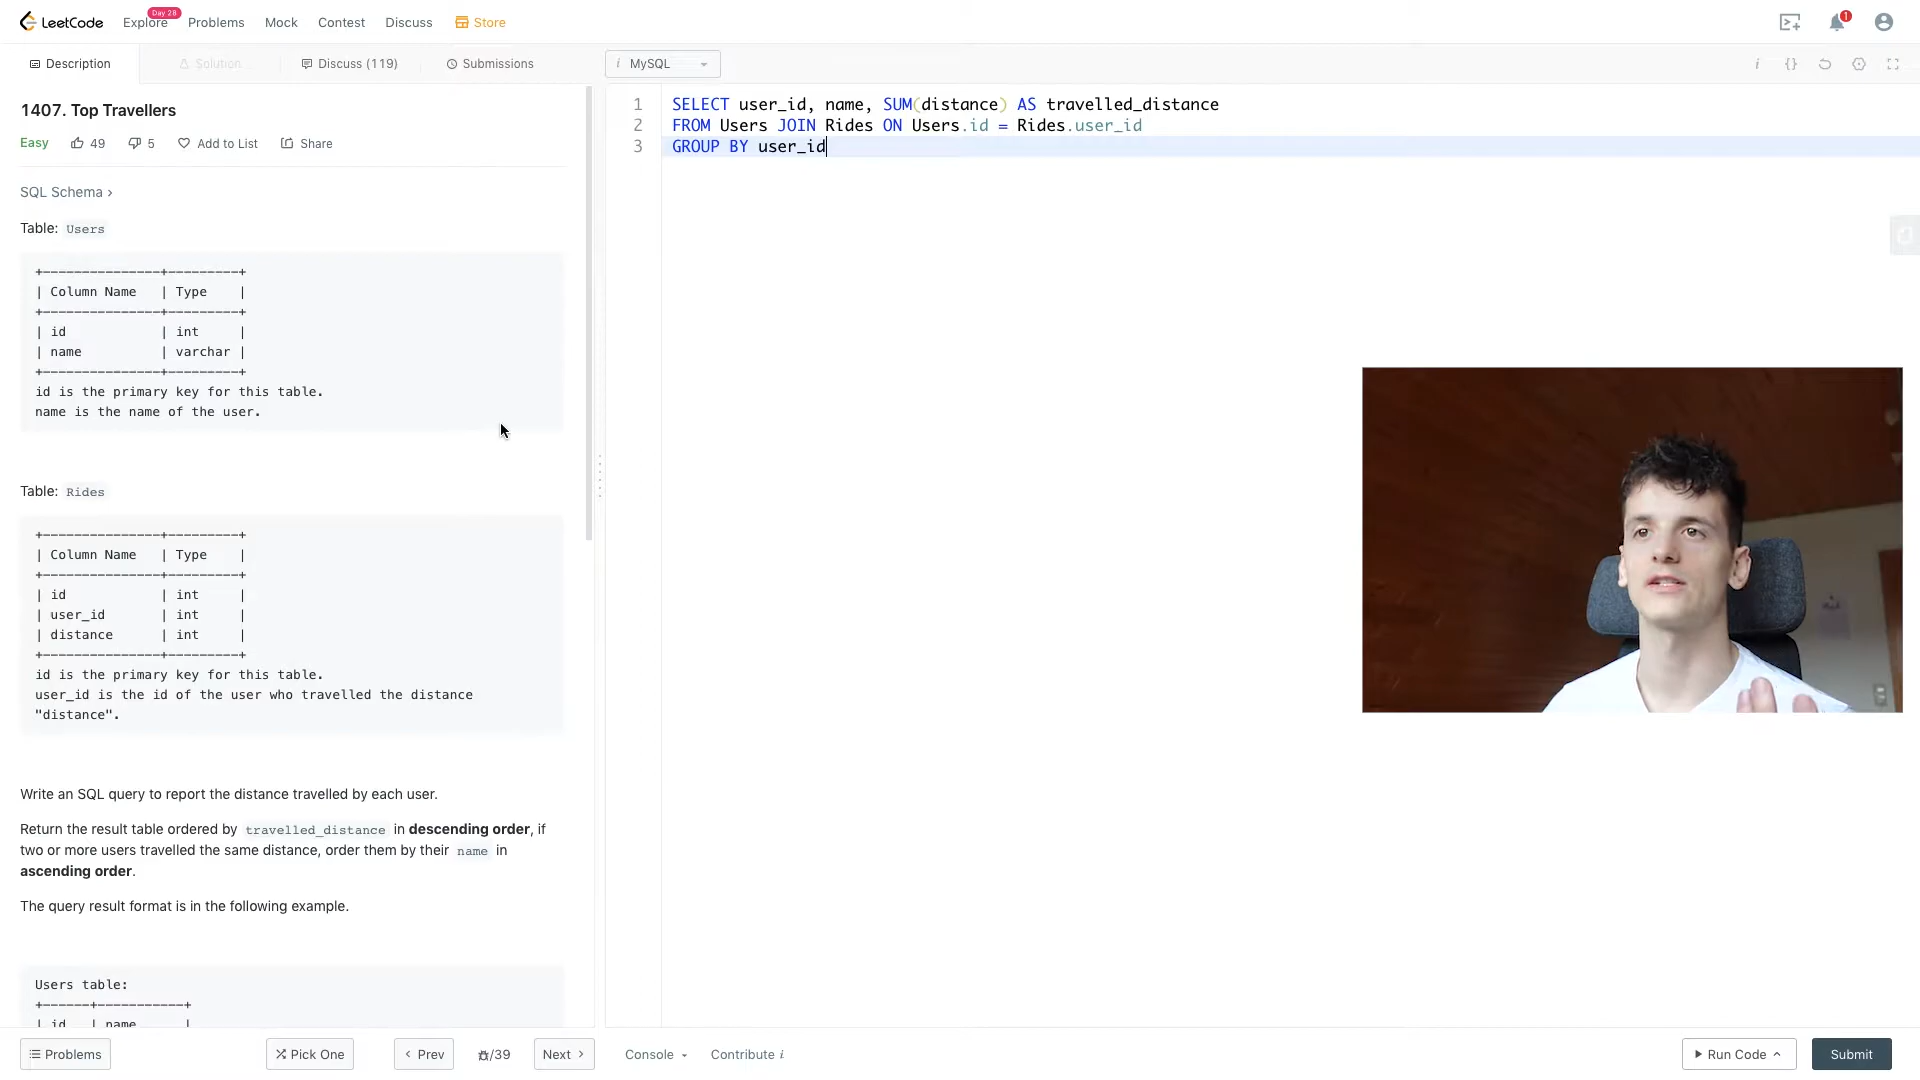 LeetCode Explore Day 28 Problems Mock Contest Discuss Store 1
Description Solution Discuss (119) Submissions i MySQL i {}
1407. Top Travellers
Easy 49 5 Add to List Share
SQL Schema ›
Table: Users
+---------------+---------+
| Column Name   | Type    |
+---------------+---------+
| id            | int     |
| name          | varchar |
+---------------+---------+
id is the primary key for this table.
name is the name of the user.
Table: Rides
+---------------+---------+
| Column Name   | Type    |
+---------------+---------+
| id            | int     |
| user_id       | int     |
| distance      | int     |
+---------------+---------+
id is the primary key for this table.
user_id is the id of the user who travelled the distance
"distance".
Write an SQL query to report the distance travelled by each user.
Return the result table ordered by travelled_distance in descending order, if
two or more users travelled the same distance, order them by their name in
ascending order.
The query result format is in the following example.
Users table:
+------+-----------+
| id   | name      |
1 SELECT user_id, name, SUM(distance) AS travelled_distance
2 FROM Users JOIN Rides ON Users.id = Rides.user_id
3 GROUP BY user_id
Problems Pick One ‹ Prev /39 Next › Console Contribute i Run Code Submit